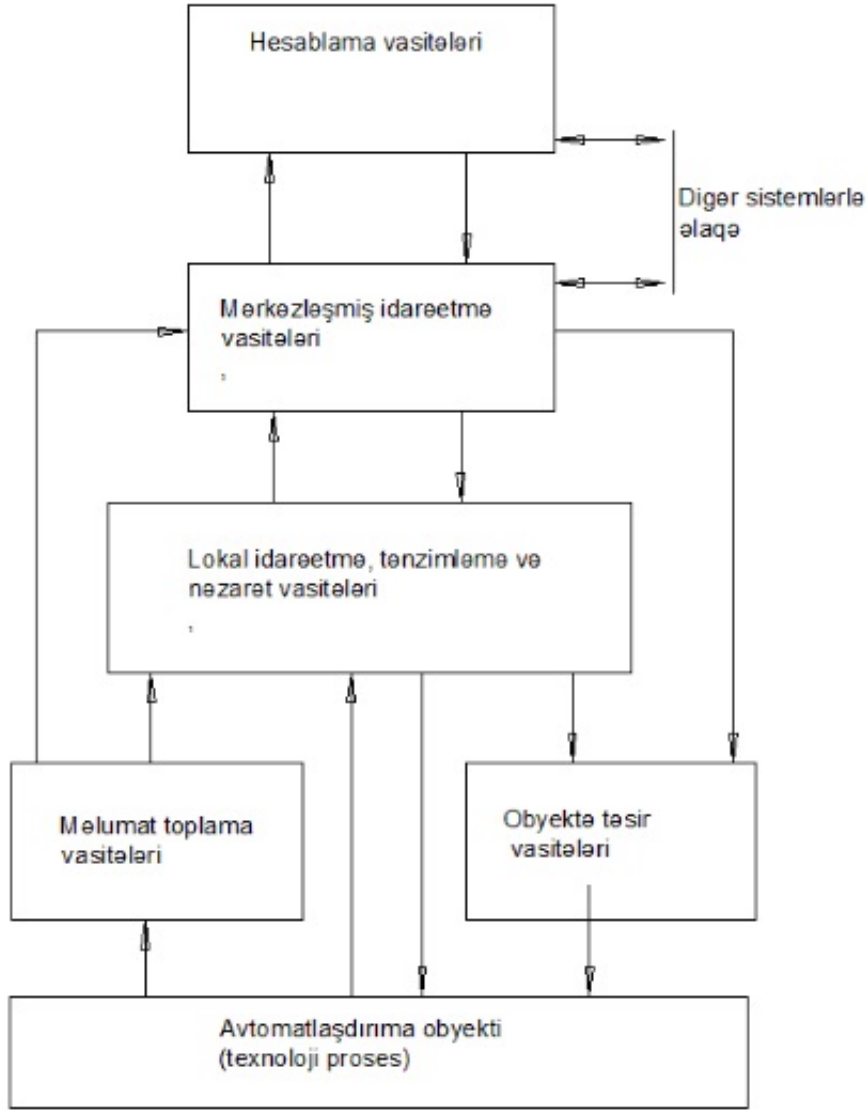 Hesablama vasitələri
Digər sistemlərlə
əlaqə
Mərkəzləşmiş idarəetmə
vasitələri
,
Lokal idarəetmə, tənzimləmə və
nəzarət vasitələri
,
Məlumat toplama
vasitələri
Obyektə təsir
vasitələri
Avtomatlaşdırıma obyekti
(texnoloji proses)